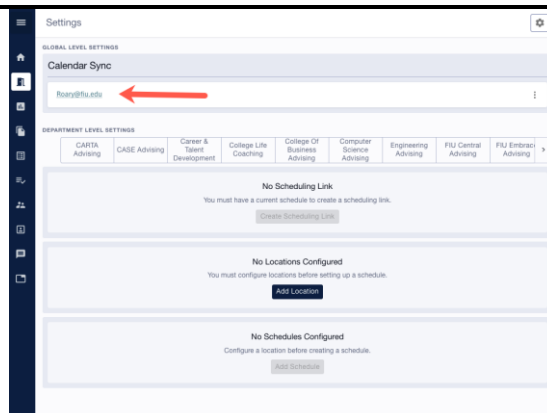 Settings
GLOBAL LEVEL SETTINGS
Calendar Sync
Roary@fiu.edu
DEPARTMENT LEVEL SETTINGS
CARTA Advising
CASE Advising
Career & Talent Development
College Life Coaching
College Of Business Advising
Computer Science Advising
Engineering Advising
FIU Central Advising
FIU Embrac Advising
No Scheduling Link
You must have a current schedule to create a scheduling link.
Create Scheduling Link
No Locations Configured
You must configure locations before setting up a schedule.
Add Location
No Schedules Configured
Configure a location before creating a schedule.
Add Schedule